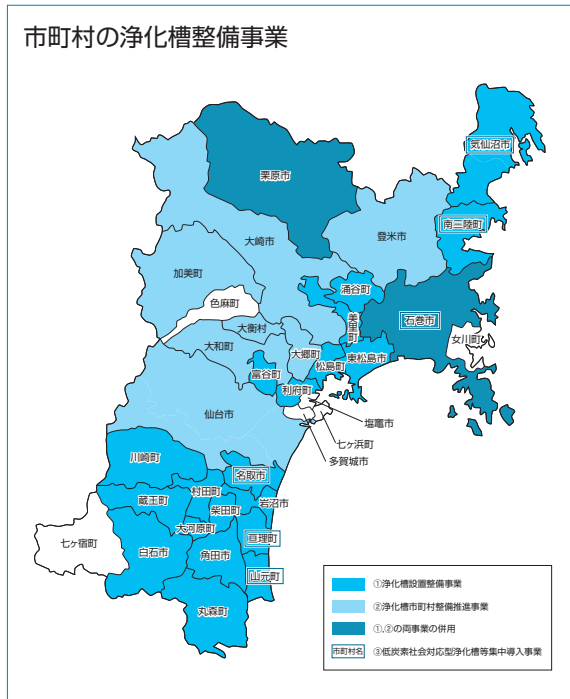 市町村の浄化槽整備事業
気仙沼市
栗原市
南三陸町
登米市
大崎市
加美町
涌谷町
色麻町
美里町
石巻市
大衡村
女川町
大和町
大郷町
東松島市
松島町
富谷町
利府町
仙台市
塩竈市
七ヶ浜町
多賀城市
川崎町
名取市
村田町
蔵王町
岩沼市
柴田町
大河原町
亘理町
七ヶ宿町
白石市
角田市
山元町
丸森町
①浄化槽設置整備事業
②浄化槽市町村整備推進事業
①,②の両事業の併用
市町村名 ③低炭素社会対応型浄化槽等集中導入事業